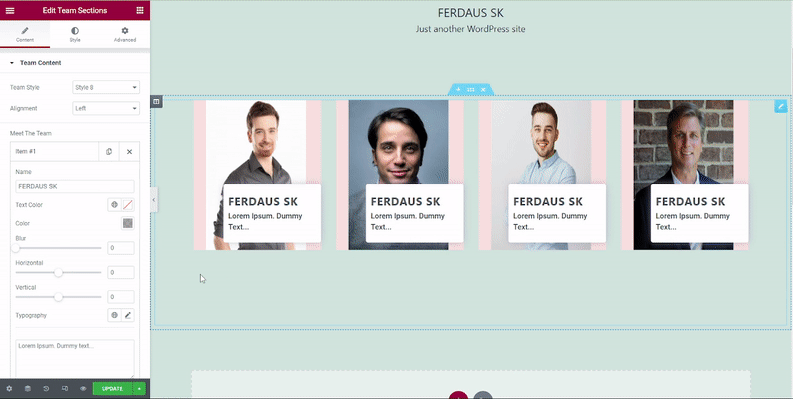 Edit Team Sections
Content
Style
Advanced
Team Content
Team Style
Style 8
Alignment
Left
Meet The Team
Item #1
Name
FERDAUS SK
Text Color
Color
Blur
0
Horizontal
0
Vertical
0
Typography
Lorem Ipsum. Dummy text...
UPDATE
FERDAUS SK
Just another WordPress site
FERDAUS SK
Lorem Ipsum. Dummy
Text...
FERDAUS SK
Lorem Ipsum. Dummy
Text...
FERDAUS SK
Lorem Ipsum. Dummy
Text...
FERDAUS SK
Lorem Ipsum. Dummy
Text...